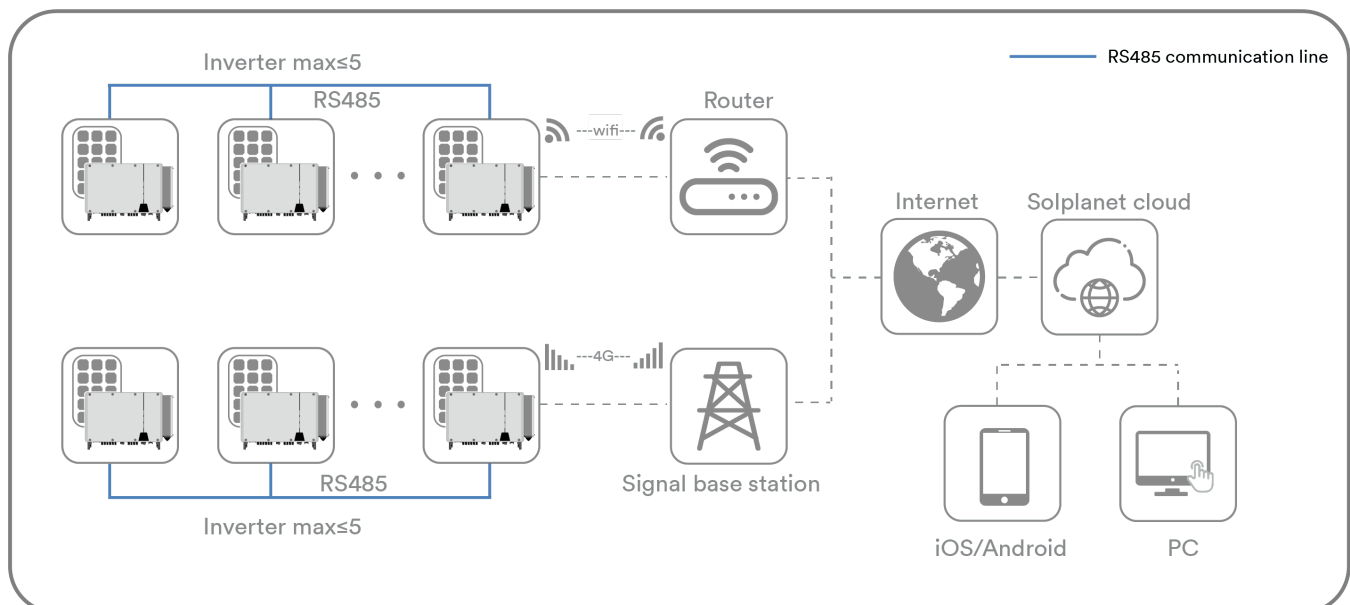 Inverter max≤5
RS485 communication line
RS485
Router
---wifi---
Internet
Solplanet cloud
---4G---
RS485
Signal base station
Inverter max≤5
iOS/Android
PC